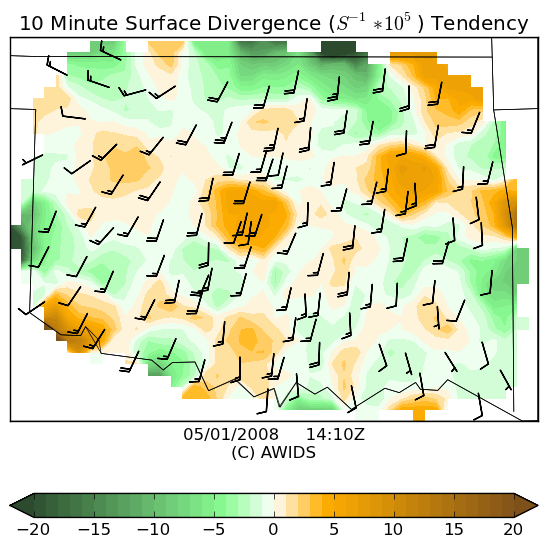 10 Minute Surface Divergence (S⁻¹ ∗10⁵ ) Tendency
05/01/2008 14:10Z
(C) AWIDS
−20 −15 −10 −5 0 5 10 15 20